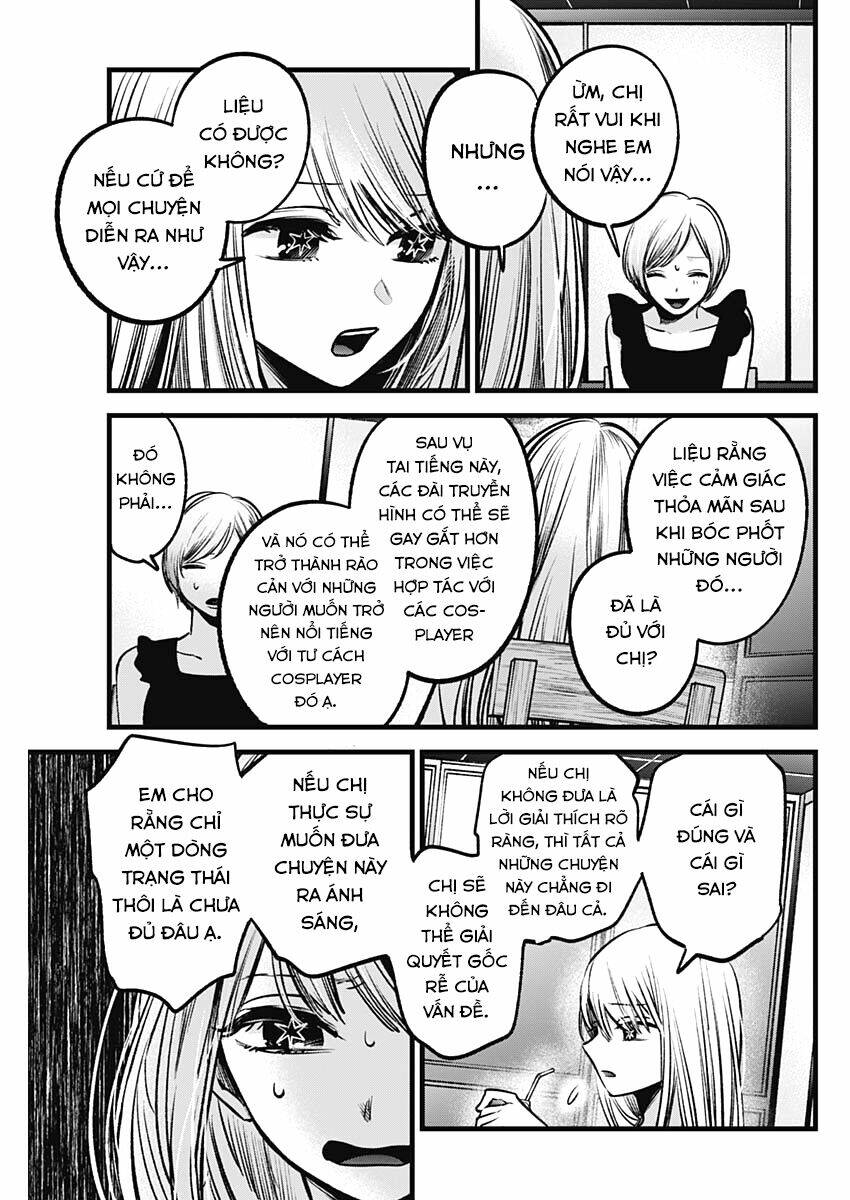 ỪM, CHỊ
RẤT VUI KHI
NGHE EM
NÓI VẬY...
NHƯNG
...
LIỆU
CÓ ĐƯỢC
KHÔNG?
NẾU CỨ ĐỂ
MỌI CHUYỆN
DIỄN RA NHƯ
VẬY...
LIỆU RẰNG
VIỆC CẢM GIÁC
THỎA MÃN SAU
KHI BÓC PHỐT
NHỮNG NGƯỜI
ĐÓ...
ĐÃ LÀ
ĐỦ VỚI
CHỊ?
SAU VỤ
TAI TIẾNG NÀY,
CÁC ĐÀI TRUYỀN
HÌNH CÓ THỂ SẼ
GAY GẮT HƠN
TRONG VIỆC
HỢP TÁC VỚI
CÁC COS-
PLAYER
VÀ NÓ CÓ THỂ
TRỞ THÀNH RÀO
CẢN VỚI NHỮNG
NGƯỜI MUỐN TRỞ
NÊN NỔI TIẾNG
VỚI TƯ CÁCH
COSPLAYER
ĐÓ Ạ.
ĐÓ
KHÔNG
PHẢI...
CÁI GÌ
ĐÚNG VÀ
CÁI GÌ
SAI?
NẾU CHỊ
KHÔNG ĐƯA LÀ
LỜI GIẢI THÍCH RÕ
RÀNG, THÌ TẤT CẢ
NHỮNG CHUYỆN
NÀY CHẲNG ĐI
ĐẾN ĐÂU CẢ.
CHỊ SẼ
KHÔNG
THỂ GIẢI
QUYẾT GỐC
RỄ CỦA
VẤN ĐỀ.
NẾU CHỊ
THỰC SỰ
MUỐN ĐƯA
CHUYỆN NÀY
RA ÁNH
SÁNG,
EM CHO
RẰNG CHỈ
MỘT DÒNG
TRẠNG THÁI
THÔI LÀ CHƯA
ĐỦ ĐÂU Ạ.